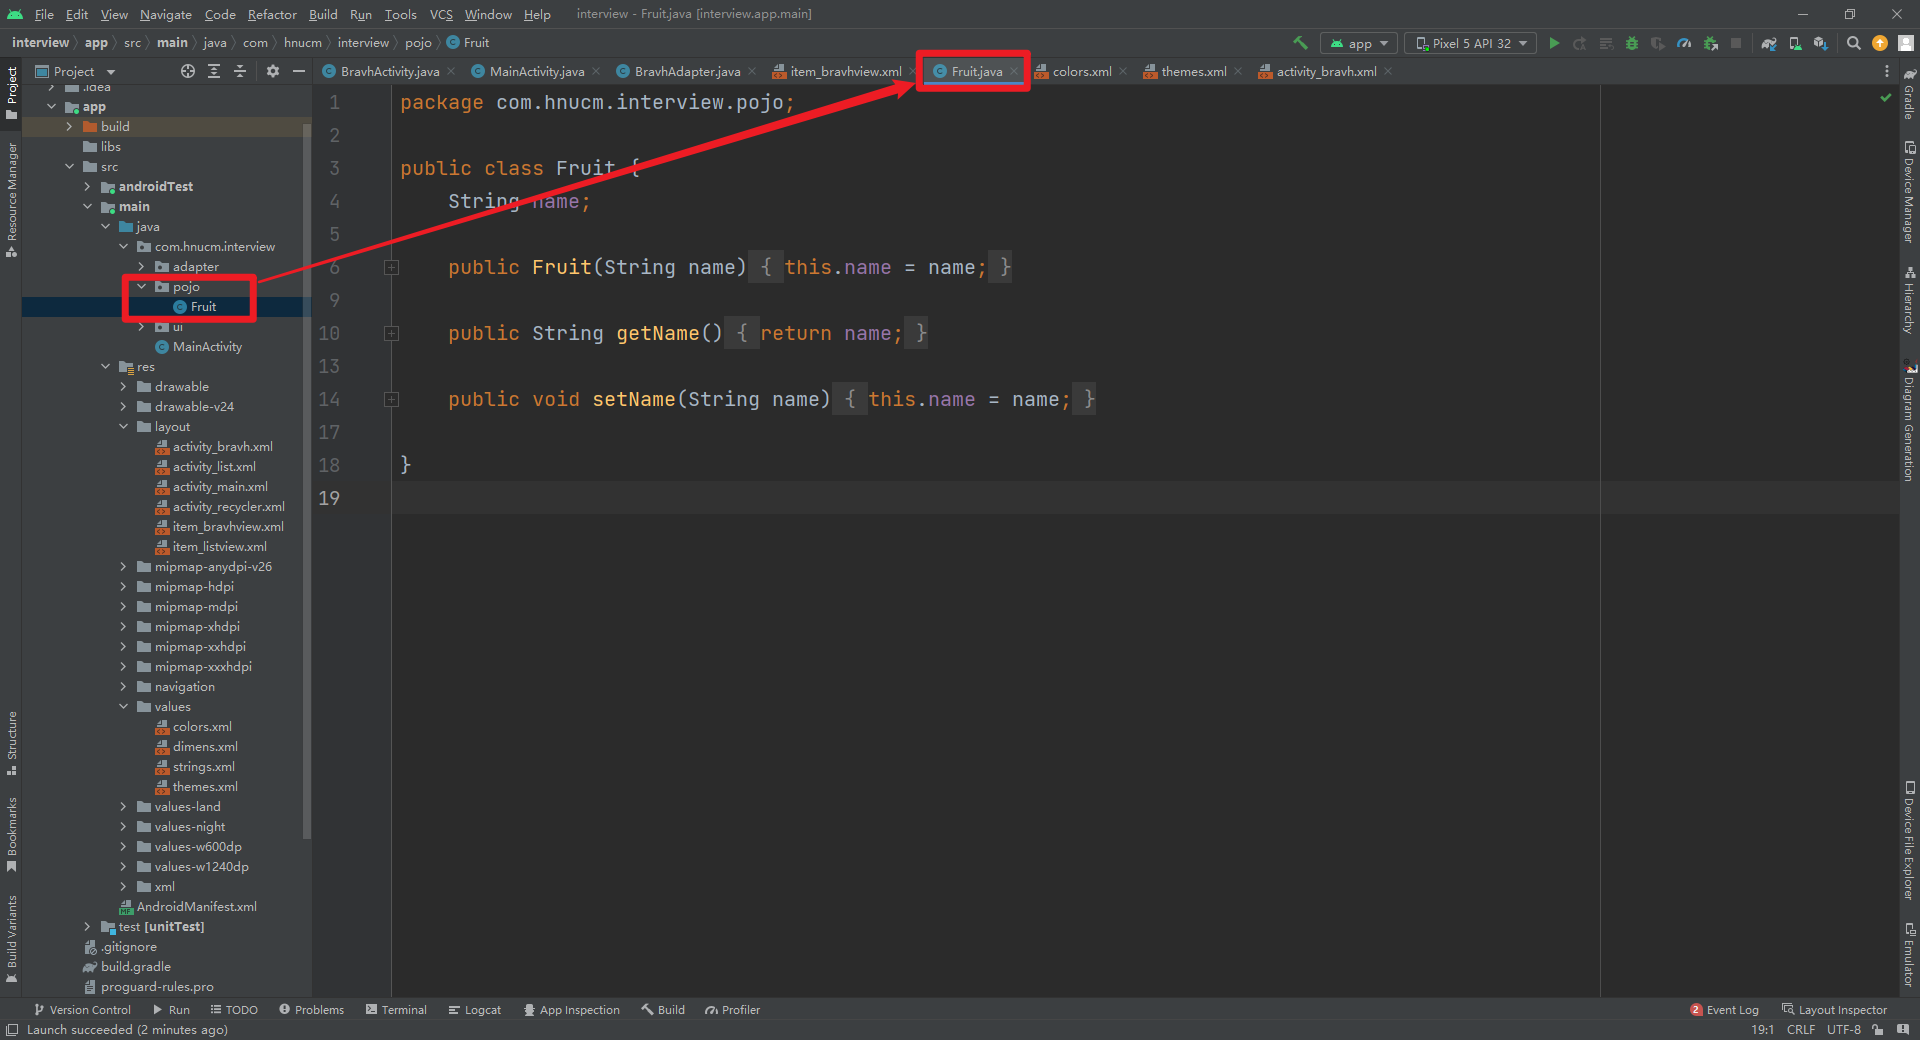 File Edit View Navigate Code Refactor Build Run Tools VCS Window Help interview - Fruit.java [interview.app.main]
interview app src main java com hnucm interview pojo Fruit app Pixel 5 API 32
Project BravhActivity.java MainActivity.java BravhAdapter.java item_bravhview.xml Fruit.java colors.xml themes.xml activity_bravh.xml
Project
Resource Manager
Structure
Bookmarks
Build Variants
.idea
app
build
libs
src
androidTest
main
java
com.hnucm.interview
adapter
pojo
Fruit
ui
MainActivity
res
drawable
drawable-v24
layout
activity_bravh.xml
activity_list.xml
activity_main.xml
activity_recycler.xml
item_bravhview.xml
item_listview.xml
mipmap-anydpi-v26
mipmap-hdpi
mipmap-mdpi
mipmap-xhdpi
mipmap-xxhdpi
mipmap-xxxhdpi
navigation
values
colors.xml
dimens.xml
strings.xml
themes.xml
values-land
values-night
values-w600dp
values-w1240dp
xml
AndroidManifest.xml
test [unitTest]
.gitignore
build.gradle
proguard-rules.pro
1 package com.hnucm.interview.pojo;
2
3 public class Fruit {
4 String name;
5
6 public Fruit(String name) { this.name = name; }
9
10 public String getName() { return name; }
13
14 public void setName(String name) { this.name = name; }
17
18 }
19
Gradle
Device Manager
Hierarchy
Diagram Generation
Device File Explorer
Emulator
Version Control Run TODO Problems Terminal Logcat App Inspection Build Profiler 2 Event Log Layout Inspector
Launch succeeded (2 minutes ago) 19:1 CRLF UTF-8